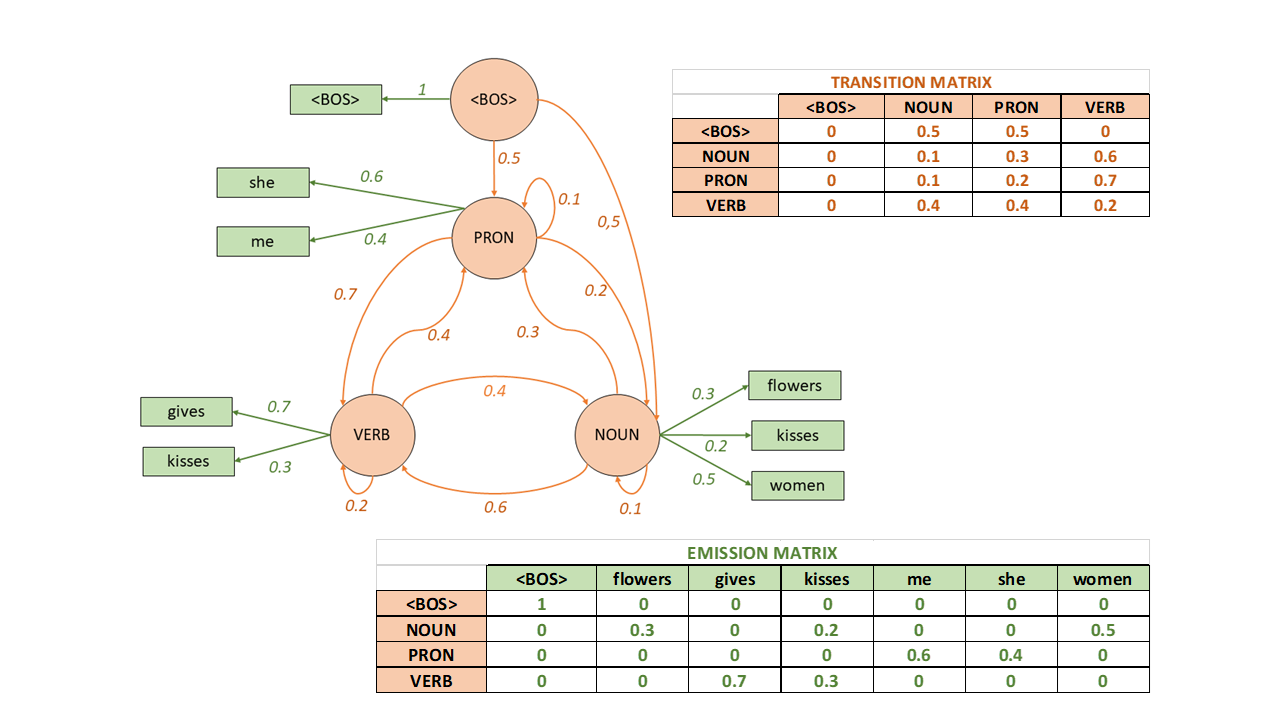 <BOS>
1
<BOS>
0.5
she
0.6
me
0.4
PRON
0.1
0,5
0.7
0.2
0.4
0.3
0.4
gives
0.7
kisses
0.3
VERB
NOUN
0.3
flowers
0.2
kisses
0.5
women
0.2
0.6
0.1
TRANSITION MATRIX
<BOS> NOUN PRON VERB
<BOS> 0 0.5 0.5 0
NOUN 0 0.1 0.3 0.6
PRON 0 0.1 0.2 0.7
VERB 0 0.4 0.4 0.2
EMISSION MATRIX
<BOS> flowers gives kisses me she women
<BOS> 1 0 0 0 0 0 0
NOUN 0 0.3 0 0.2 0 0 0.5
PRON 0 0 0 0 0.6 0.4 0
VERB 0 0 0.7 0.3 0 0 0